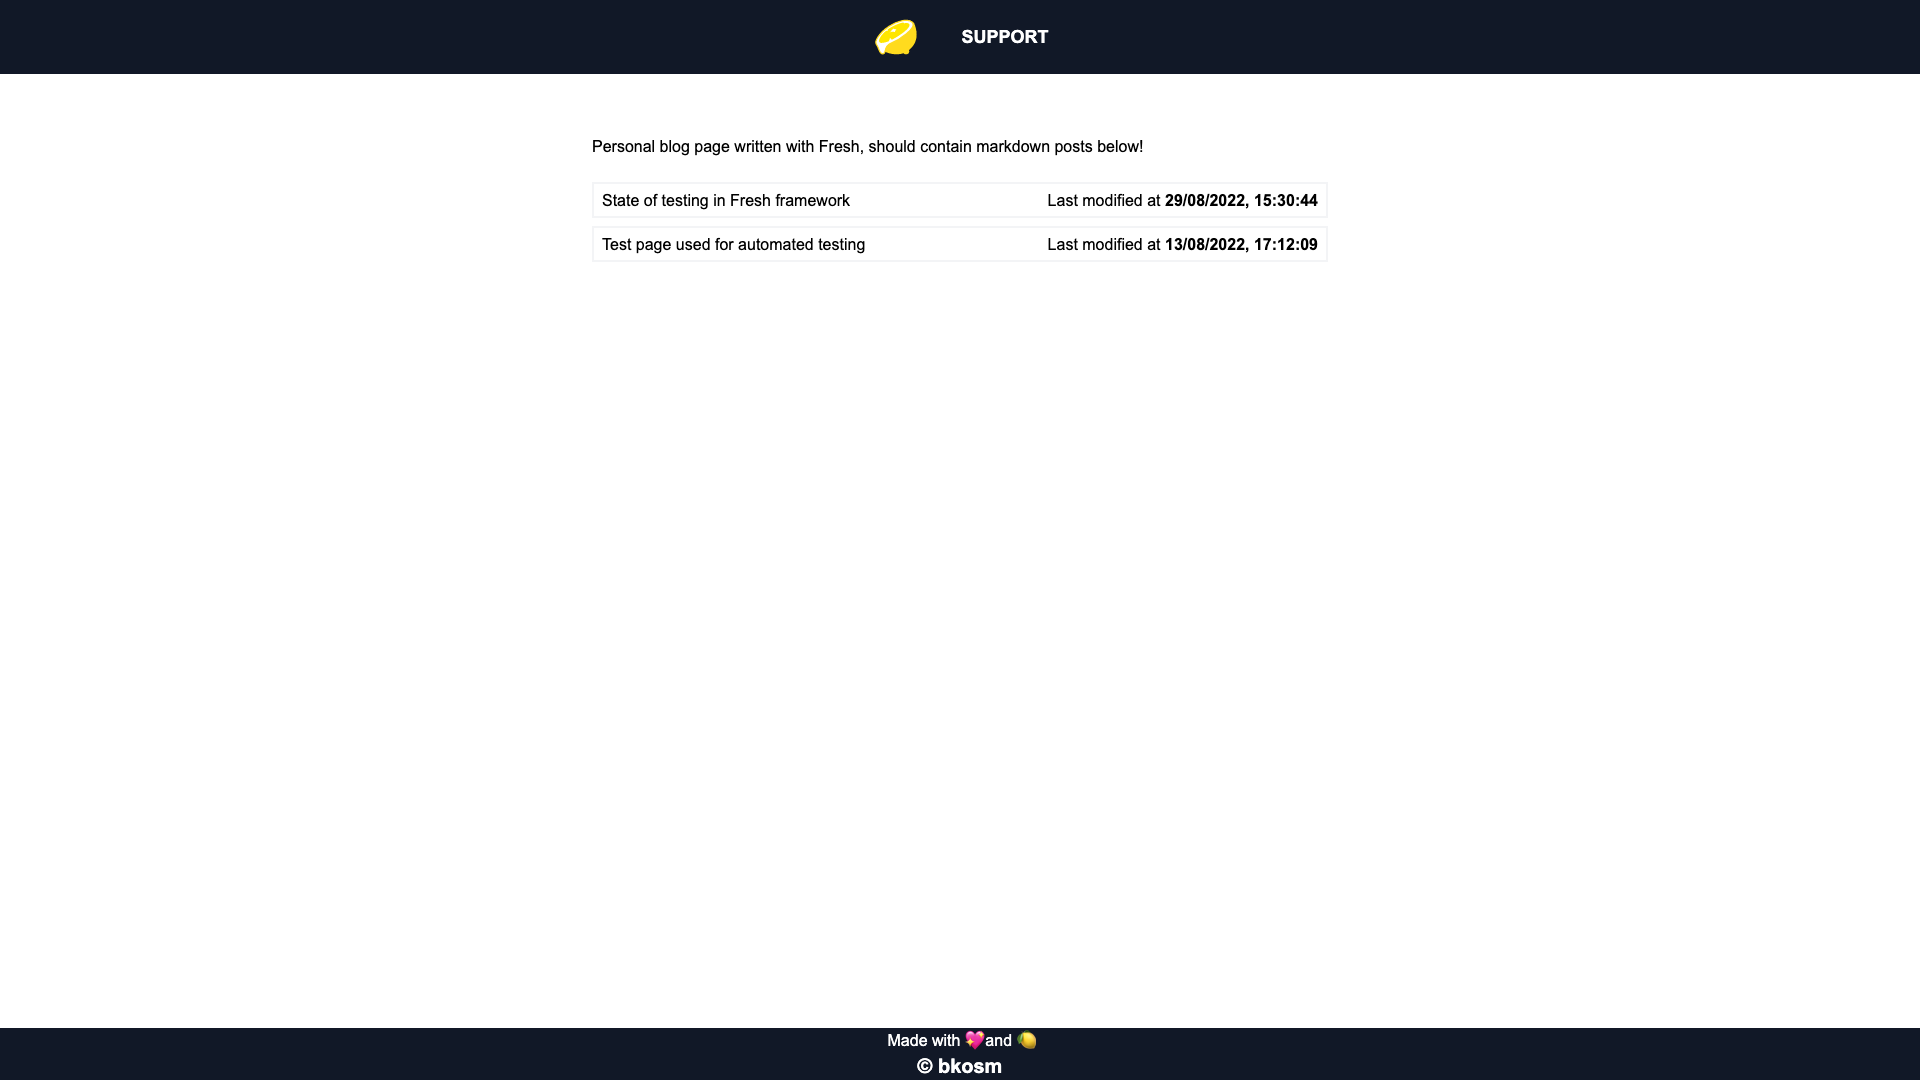 SUPPORT
Personal blog page written with Fresh, should contain markdown posts below!
State of testing in Fresh framework Last modified at 29/08/2022, 15:30:44
Test page used for automated testing Last modified at 13/08/2022, 17:12:09
Made with 💖and 🍋
© bkosm